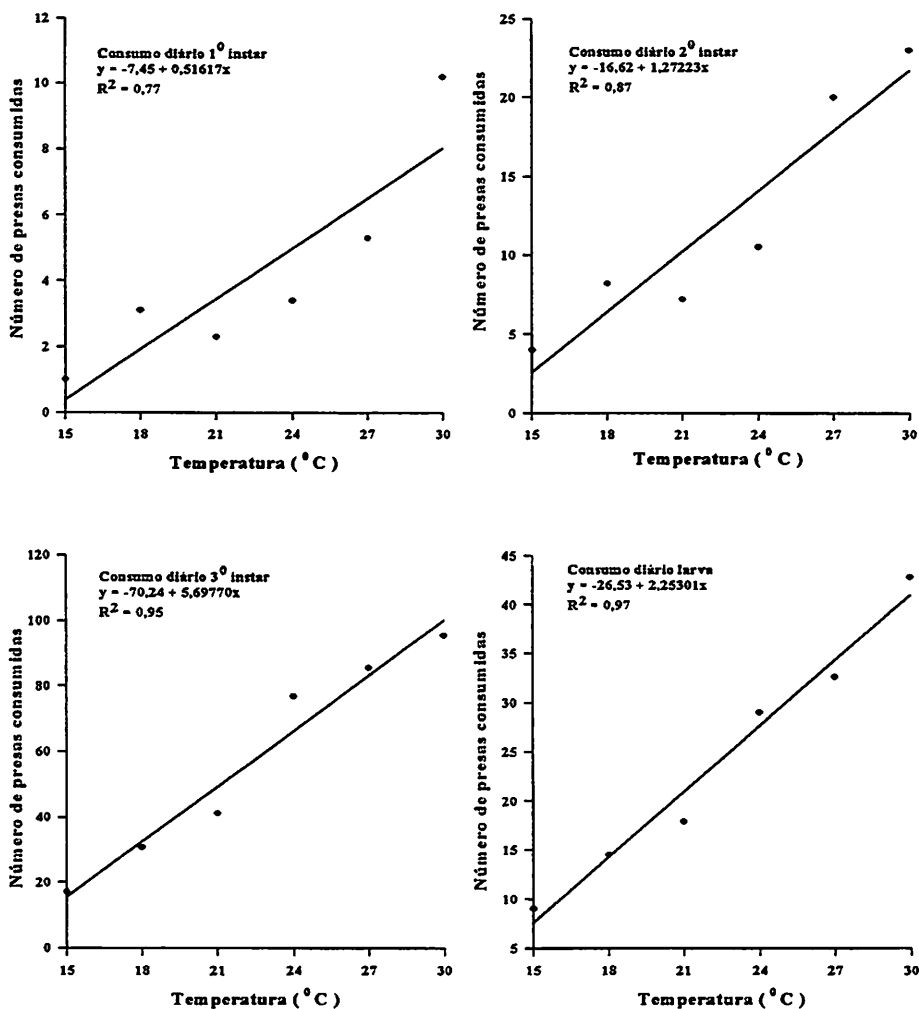 Consumo diário 1⁰ instar
y = -7,45 + 0,51617x
R² = 0,77
Número de presas consumidas
12
10
8
6
4
2
0
15 18 21 24 27 30
Temperatura (⁰C)
Consumo diário 2⁰ instar
y = -16,62 + 1,27223x
R² = 0,87
Número de presas consumidas
25
20
15
10
5
0
15 18 21 24 27 30
Temperatura (⁰C)
Consumo diário 3⁰ instar
y = -70,24 + 5,69770x
R² = 0,95
Número de presas consumidas
120
100
80
60
40
20
0
15 18 21 24 27 30
Temperatura (⁰C)
Consumo diário larva
y = -26,53 + 2,25301x
R² = 0,97
Número de presas consumidas
45
40
35
30
25
20
15
10
5
15 18 21 24 27 30
Temperatura (⁰C)